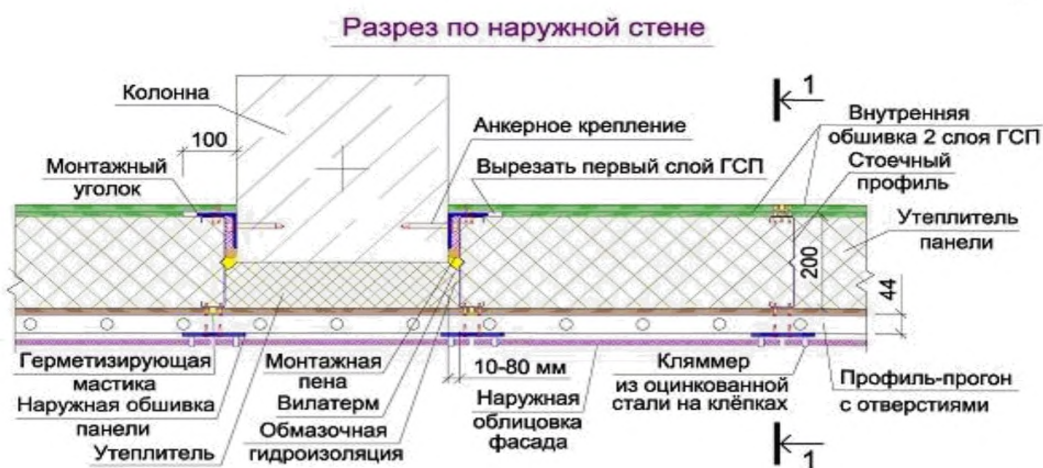 Разрез по наружной стене
Колонна
100
Монтажный
уголок
Анкерное крепление
Вырезать первый слой ГСП
1
Внутренняя
обшивка 2 слоя ГСП
Стоечный
профиль
Утеплитель
панели
200
44
Герметизирующая
мастика
Наружная обшивка
панели
Утеплитель
Монтажная
пена
Вилатерм
Обмазочная
гидроизоляция
10-80 мм
Наружная
облицовка
фасада
Кляммер
из оцинкованной
стали на клёпках
Профиль-прогон
с отверстиями
1